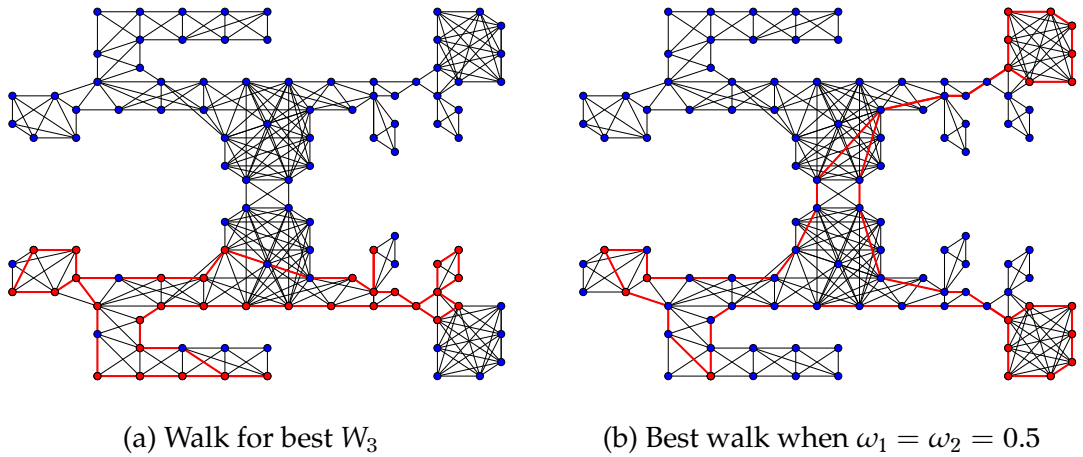 (a) Walk for best W₃
(b) Best walk when ω₁ = ω₂ = 0.5